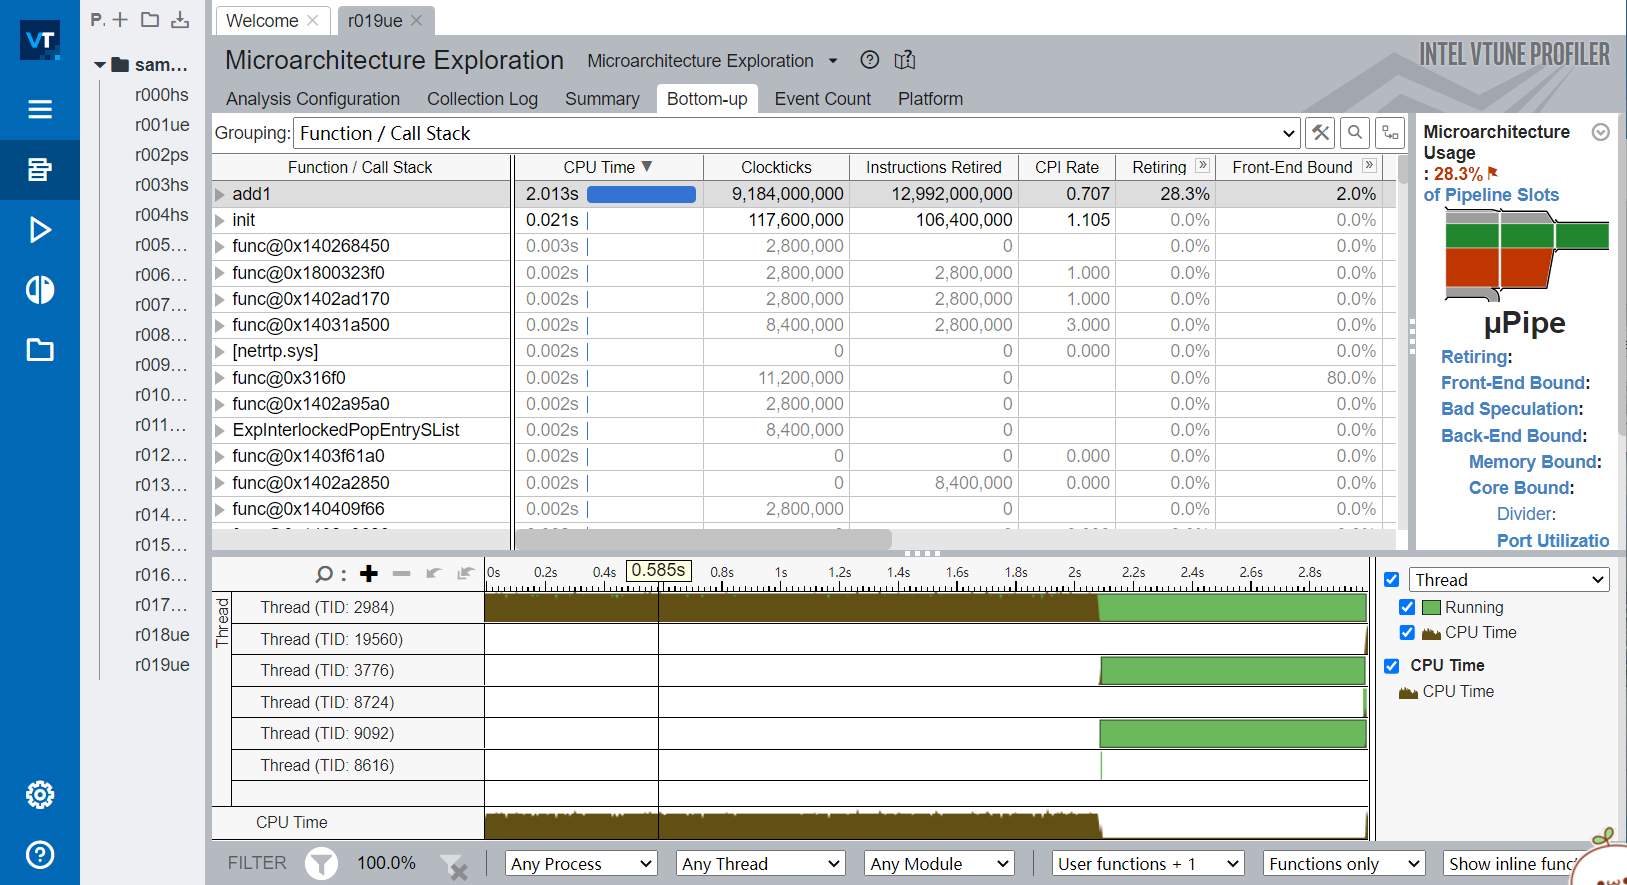 VT
P.
sam...
r000hs
r001ue
r002ps
r003hs
r004hs
r005...
r006...
r007...
r008...
r009...
r010...
r011...
r012...
r013...
r014...
r015...
r016...
r017...
r018ue
r019ue
Welcome
r019ue
Microarchitecture Exploration
Microarchitecture Exploration
INTEL VTUNE PROFILER
Analysis Configuration Collection Log Summary Bottom-up Event Count Platform
Grouping: Function / Call Stack
Function / Call Stack CPU Time Clockticks Instructions Retired CPI Rate Retiring Front-End Bound
add1 2.013s 9,184,000,000 12,992,000,000 0.707 28.3% 2.0%
init 0.021s 117,600,000 106,400,000 1.105 0.0% 0.0%
func@0x140268450 0.003s 2,800,000 0 0.0% 0.0%
func@0x1800323f0 0.002s 2,800,000 2,800,000 1.000 0.0% 0.0%
func@0x1402ad170 0.002s 2,800,000 2,800,000 1.000 0.0% 0.0%
func@0x14031a500 0.002s 8,400,000 2,800,000 3.000 0.0% 0.0%
[netrtp.sys] 0.002s 0 0 0.000 0.0% 0.0%
func@0x316f0 0.002s 11,200,000 0 0.0% 80.0%
func@0x1402a95a0 0.002s 2,800,000 0 0.0% 0.0%
ExpInterlockedPopEntrySList 0.002s 8,400,000 0 0.0% 0.0%
func@0x1403f61a0 0.002s 0 0 0.000 0.0% 0.0%
func@0x1402a2850 0.002s 0 8,400,000 0.000 0.0% 0.0%
func@0x140409f66 0.002s 2,800,000 0 0.0% 0.0%
Microarchitecture
Usage
: 28.3%
of Pipeline Slots
µPipe
Retiring:
Front-End Bound:
Bad Speculation:
Back-End Bound:
Memory Bound:
Core Bound:
Divider:
Port Utilizatio
0s 0.2s 0.4s 0.585s 0.8s 1s 1.2s 1.4s 1.6s 1.8s 2s 2.2s 2.4s 2.6s 2.8s
Thread
Thread (TID: 2984)
Thread (TID: 19560)
Thread (TID: 3776)
Thread (TID: 8724)
Thread (TID: 9092)
Thread (TID: 8616)
CPU Time
Thread
Running
CPU Time
CPU Time
CPU Time
FILTER 100.0% Any Process Any Thread Any Module User functions + 1 Functions only Show inline func